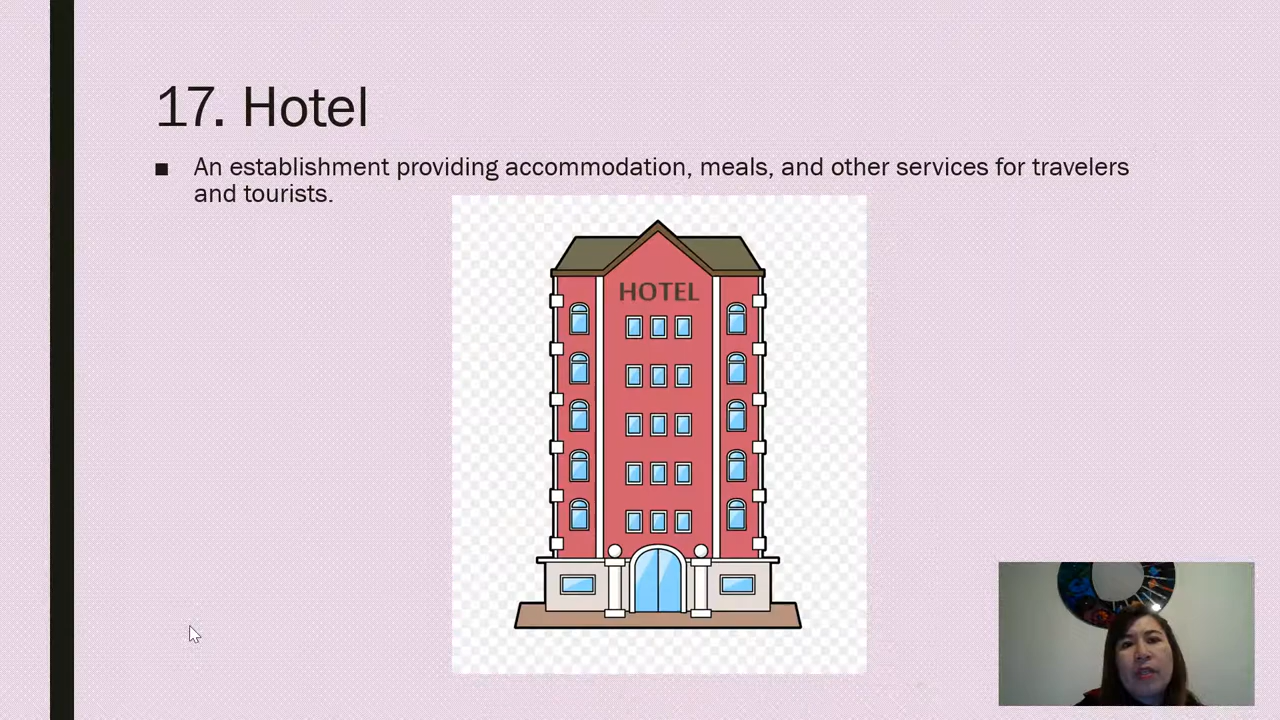 17. Hotel
■ An establishment providing accommodation, meals, and other services for travelers
and tourists.
HOTEL